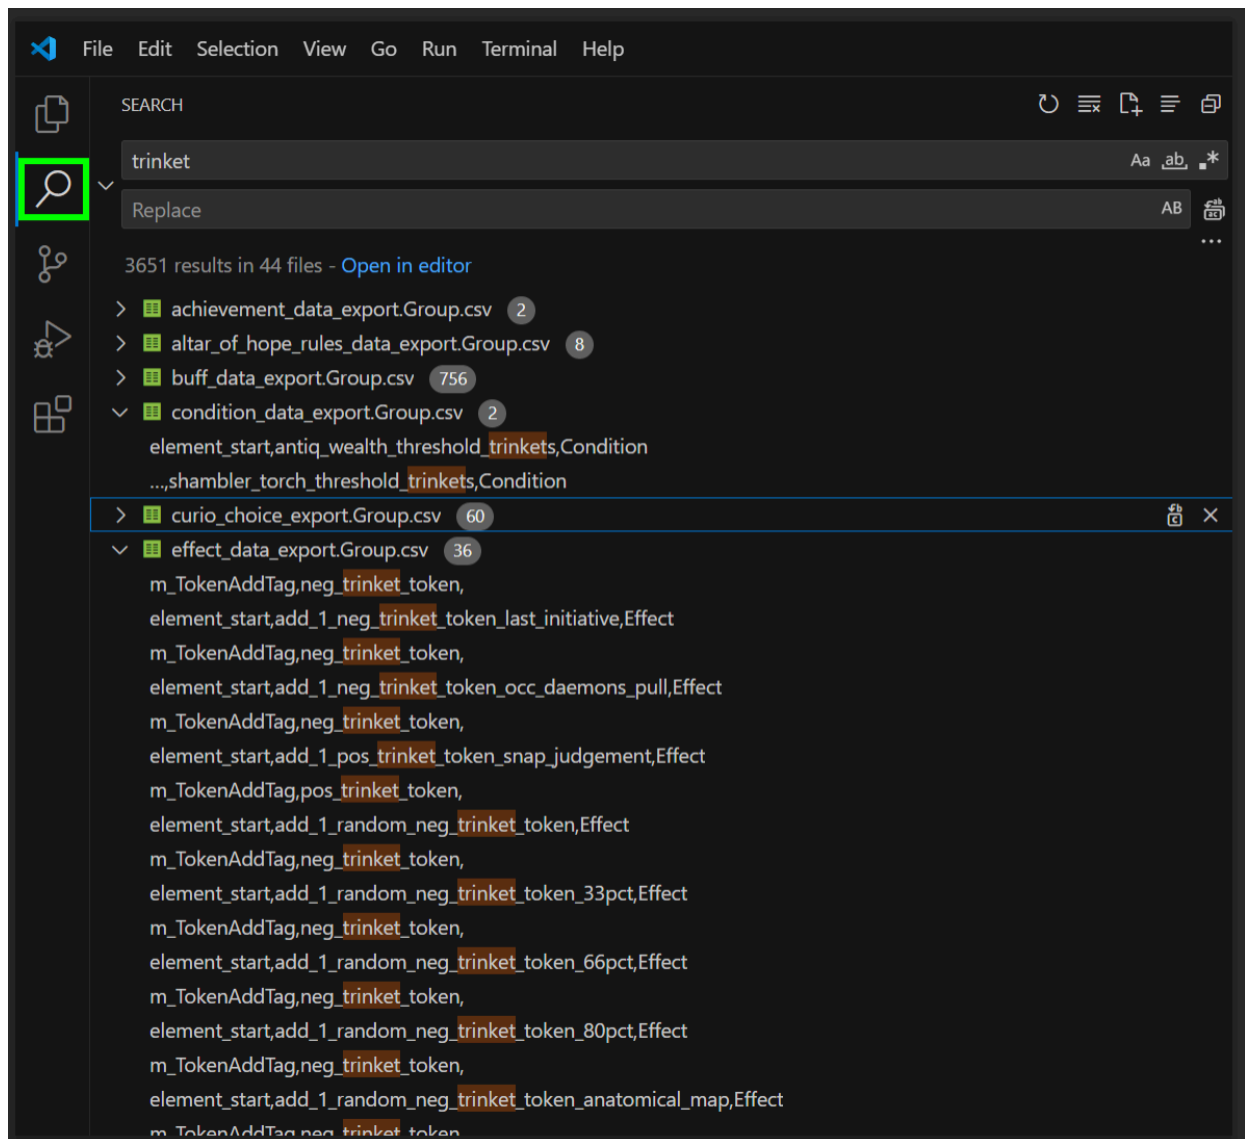 File Edit Selection View Go Run Terminal Help
SEARCH
trinket Aa ab
Replace AB
3651 results in 44 files - Open in editor
achievement_data_export.Group.csv 2
altar_of_hope_rules_data_export.Group.csv 8
buff_data_export.Group.csv 756
condition_data_export.Group.csv 2
element_start,antiq_wealth_threshold_trinkets,Condition
...,shambler_torch_threshold_trinkets,Condition
curio_choice_export.Group.csv 60
effect_data_export.Group.csv 36
m_TokenAddTag,neg_trinket_token,
element_start,add_1_neg_trinket_token_last_initiative,Effect
m_TokenAddTag,neg_trinket_token,
element_start,add_1_neg_trinket_token_occ_daemons_pull,Effect
m_TokenAddTag,neg_trinket_token,
element_start,add_1_pos_trinket_token_snap_judgement,Effect
m_TokenAddTag,pos_trinket_token,
element_start,add_1_random_neg_trinket_token,Effect
m_TokenAddTag,neg_trinket_token,
element_start,add_1_random_neg_trinket_token_33pct,Effect
m_TokenAddTag,neg_trinket_token,
element_start,add_1_random_neg_trinket_token_66pct,Effect
m_TokenAddTag,neg_trinket_token,
element_start,add_1_random_neg_trinket_token_80pct,Effect
m_TokenAddTag,neg_trinket_token,
element_start,add_1_random_neg_trinket_token_anatomical_map,Effect
m_TokenAddTag,neg_trinket_token